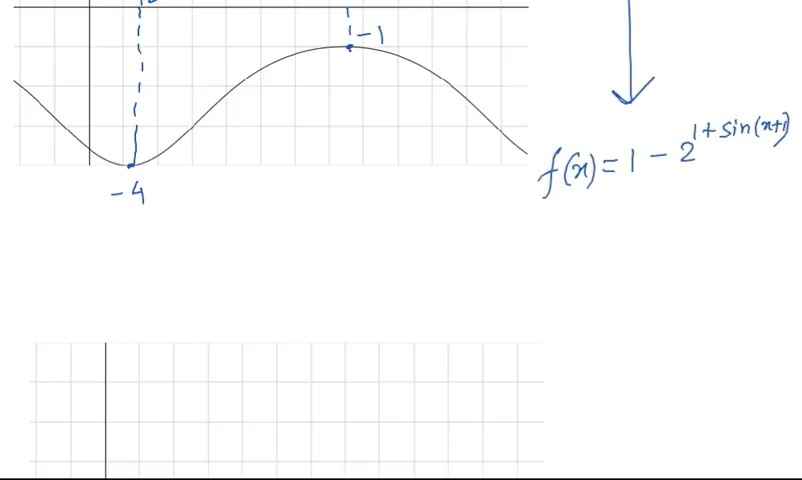 -1
-4
f(x) = 1 - 2^{1 + sin(x+1)}